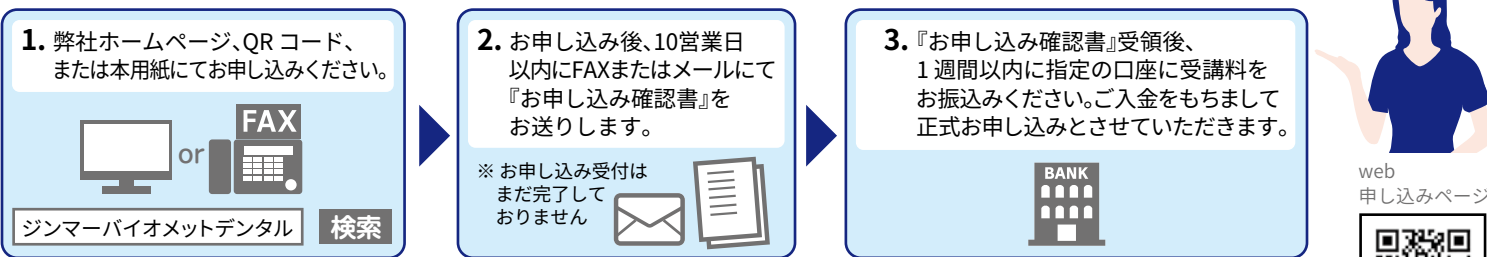 1. 弊社ホームページ、QR コード、
または本用紙にてお申し込みください。
FAX
or
ジンマーバイオメットデンタル 検索
2. お申し込み後、10営業日
以内にFAXまたはメールにて
『お申し込み確認書』を
お送りします。
※ お申し込み受付は
まだ完了して
おりません
3. 『お申し込み確認書』受領後、
1 週間以内に指定の口座に受講料を
お振込みください。ご入金をもちまして
正式お申し込みとさせていただきます。
BANK
web
申し込みページ